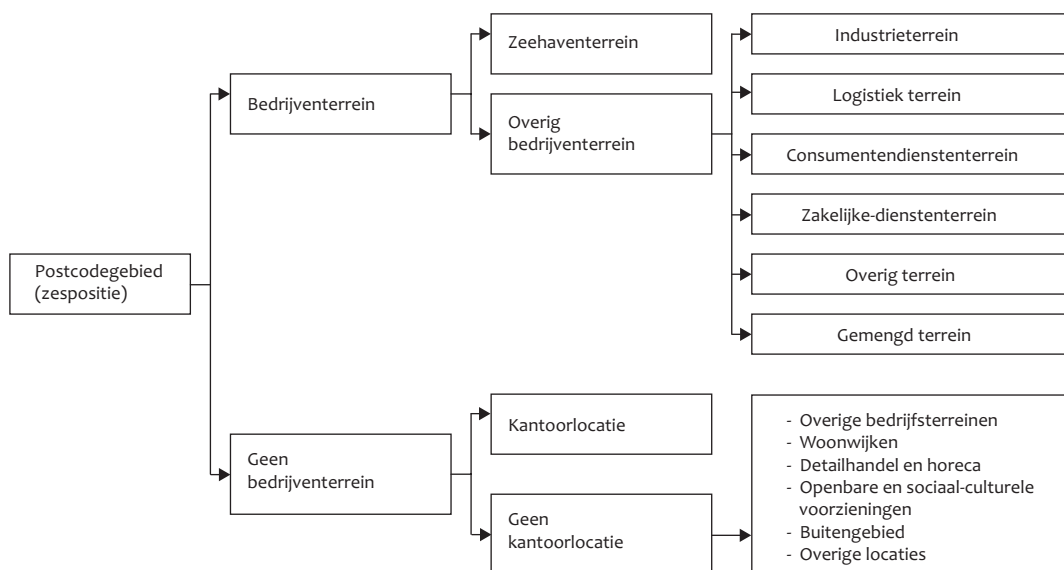 Postcodegebied
(zespositie)
Bedrijventerrein
Zeehaventerrein
Overig
bedrijventerrein
Industrieterrein
Logistiek terrein
Consumentendienstenterrein
Zakelijke-dienstenterrein
Overig terrein
Gemengd terrein
Geen
bedrijventerrein
Kantoorlocatie
Geen
kantoorlocatie
- Overige bedrijfsterreinen
- Woonwijken
- Detailhandel en horeca
- Openbare en sociaal-culturele
voorzieningen
- Buitengebied
- Overige locaties